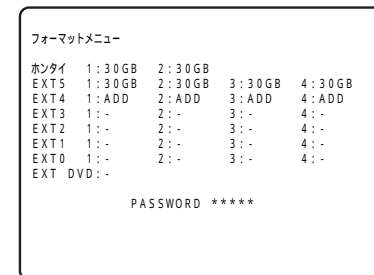 フォーマットメニュー
ホンタイ 1:30GB 2:30GB
EXT5 1:30GB 2:30GB 3:30GB 4:30GB
EXT4 1:ADD 2:ADD 3:ADD 4:ADD
EXT3 1:- 2:- 3:- 4:-
EXT2 1:- 2:- 3:- 4:-
EXT1 1:- 2:- 3:- 4:-
EXT0 1:- 2:- 3:- 4:-
EXT DVD:-
PASSWORD *****